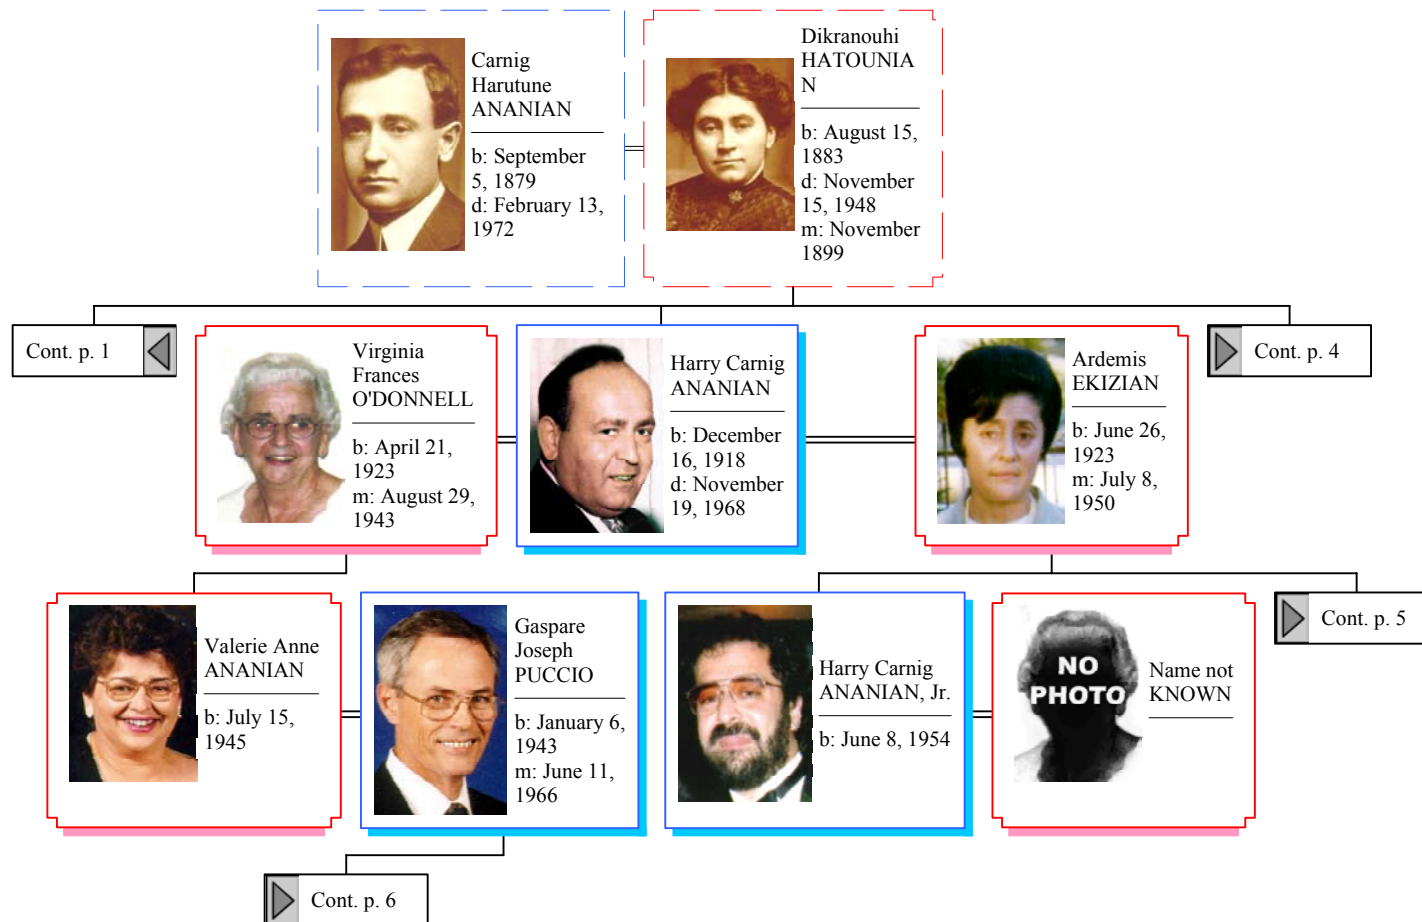 Carnig
Harutune
ANANIAN
b: September
5, 1879
d: February 13,
1972
Dikranouhi
HATOUNIA
N
b: August 15,
1883
d: November
15, 1948
m: November
1899
Cont. p. 1
Virginia
Frances
O'DONNELL
b: April 21,
1923
m: August 29,
1943
Harry Carnig
ANANIAN
b: December
16, 1918
d: November
19, 1968
Ardemis
EKIZIAN
b: June 26,
1923
m: July 8,
1950
Cont. p. 4
Valerie Anne
ANANIAN
b: July 15,
1945
Gaspare
Joseph
PUCCIO
b: January 6,
1943
m: June 11,
1966
Harry Carnig
ANANIAN, Jr.
b: June 8, 1954
NO
PHOTO
Name not
KNOWN
Cont. p. 5
Cont. p. 6